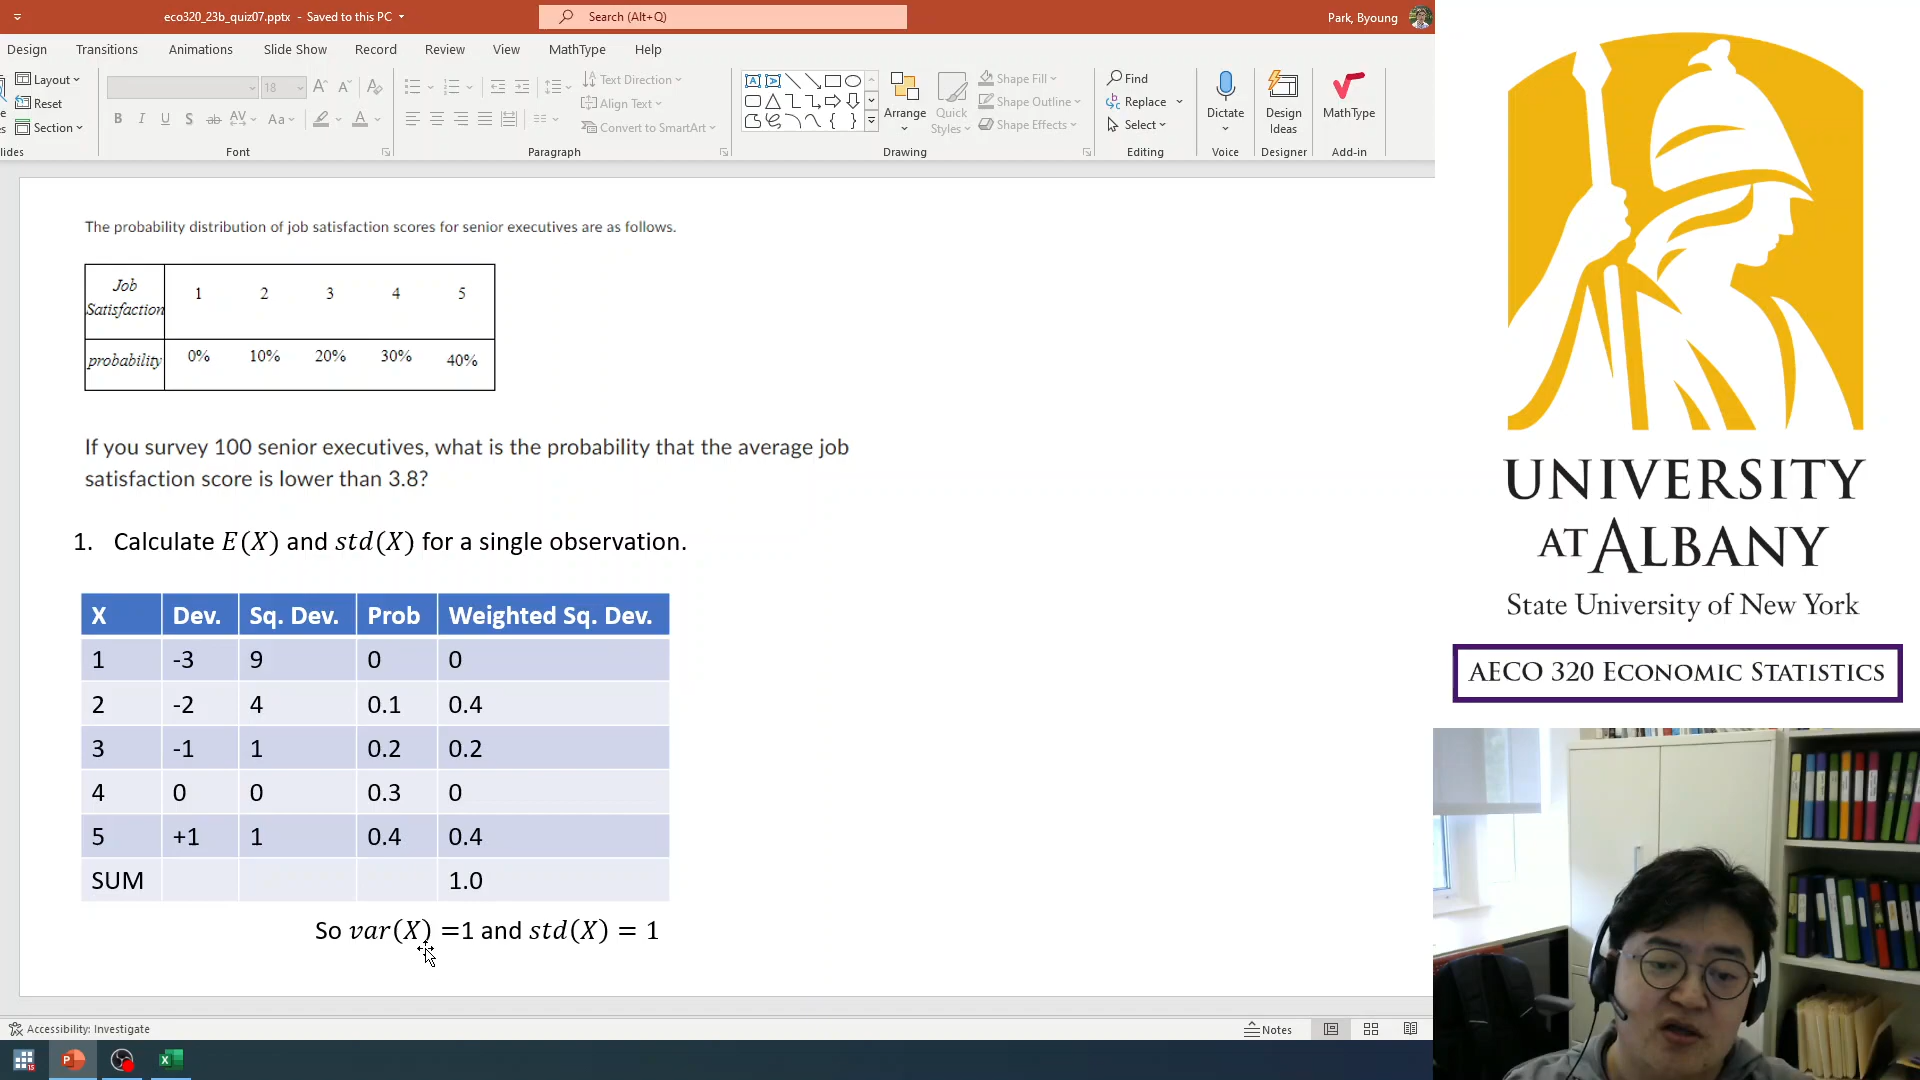 eco320_23b_quiz07.pptx - Saved to this PC
Search (Alt+Q)
Park, Byoung
Design Transitions Animations Slide Show Record Review View MathType Help
Layout
Reset
Section
lides
18
Font
Text Direction
Align Text
Convert to SmartArt
Paragraph
Arrange
Quick Styles
Shape Fill
Shape Outline
Shape Effects
Drawing
Find
Replace
Select
Editing
Dictate
Voice
Design Ideas
Designer
MathType
Add-in
The probability distribution of job satisfaction scores for senior executives are as follows.
Job Satisfaction 1 2 3 4 5
probability 0% 10% 20% 30% 40%
If you survey 100 senior executives, what is the probability that the average job
satisfaction score is lower than 3.8?
1. Calculate E(X) and std(X) for a single observation.
X Dev. Sq. Dev. Prob Weighted Sq. Dev.
1 -3 9 0 0
2 -2 4 0.1 0.4
3 -1 1 0.2 0.2
4 0 0 0.3 0
5 +1 1 0.4 0.4
SUM 1.0
So var(X) =1 and std(X) = 1
Accessibility: Investigate
Notes
UNIVERSITY
AT ALBANY
State University of New York
AECO 320 ECONOMIC STATISTICS